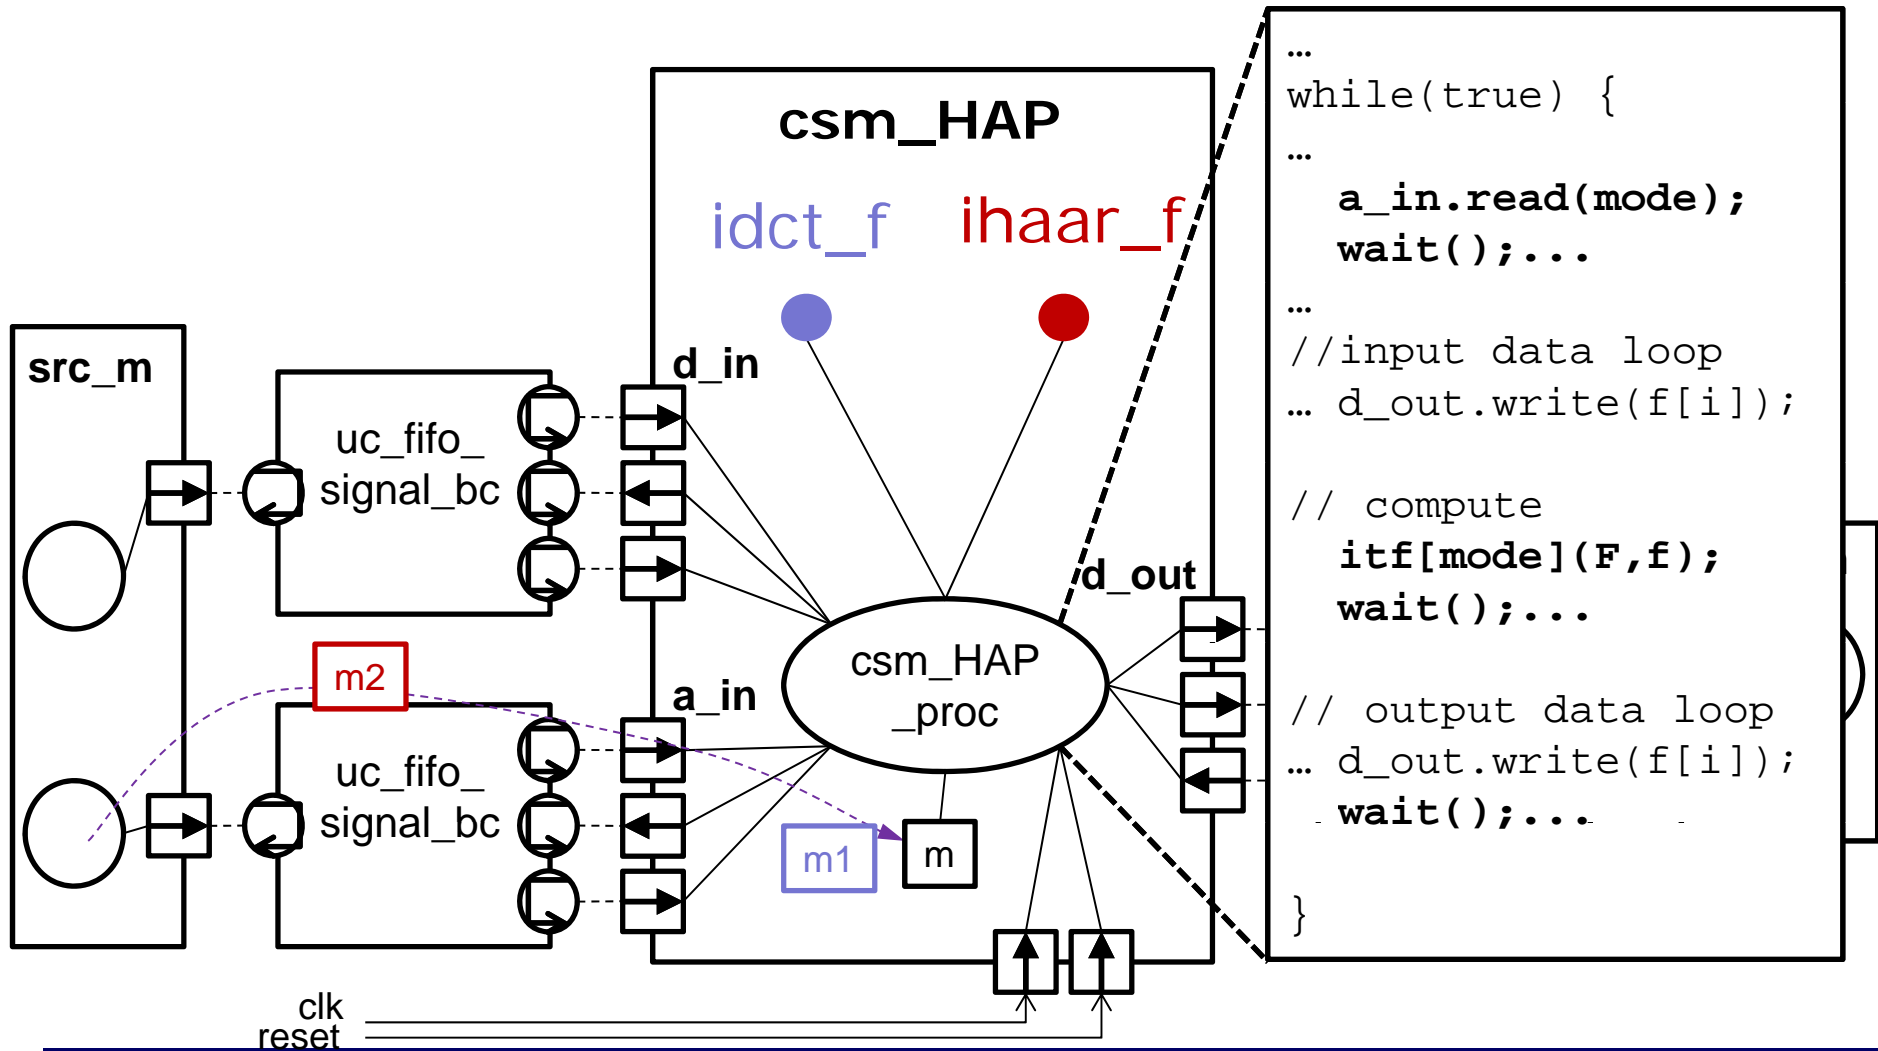 csm_HAP
idct_f
ihaar_f
src_m
uc_fifo_
signal_bc
d_in
m2
uc_fifo_
signal_bc
a_in
csm_HAP
_proc
d_out
m1
m
clk
reset
…
while(true) {
…
a_in.read(mode);
wait();...
…
//input data loop
… d_out.write(f[i]);
// compute
itf[mode](F,f);
wait();...
// output data loop
… d_out.write(f[i]);
wait();...
}